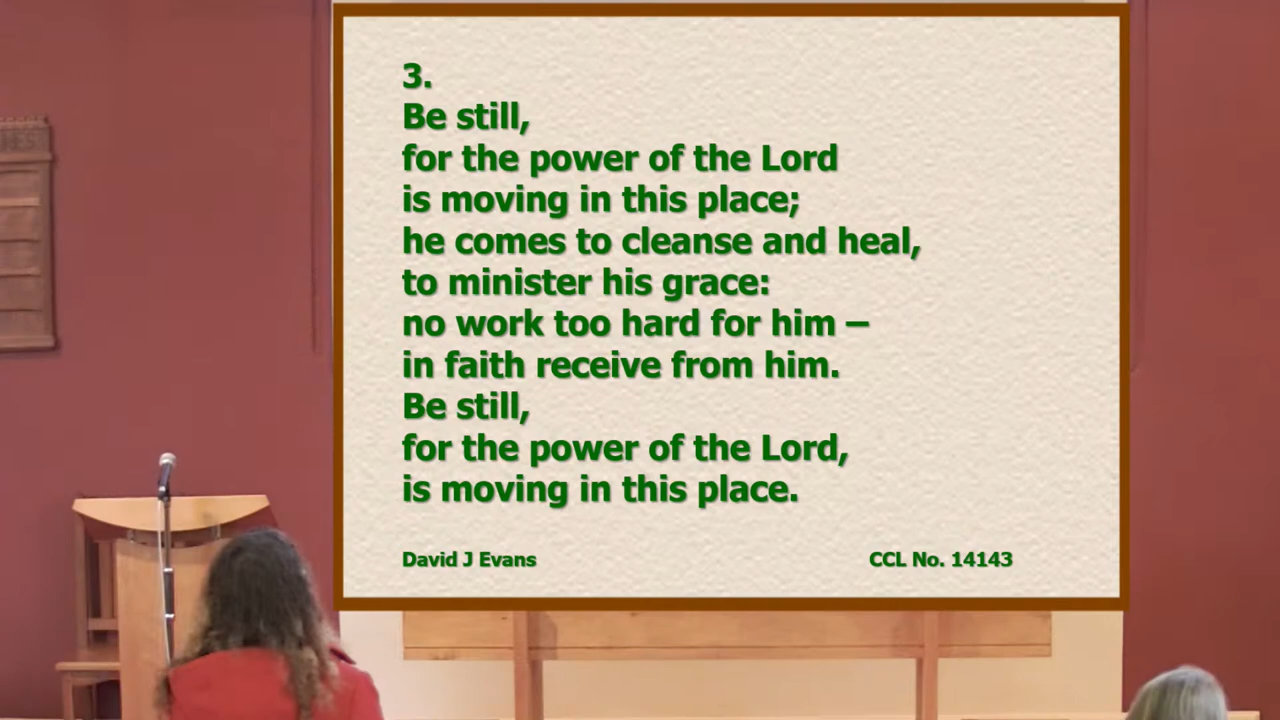 3.
Be still,
for the power of the Lord
is moving in this place;
he comes to cleanse and heal,
to minister his grace:
no work too hard for him –
in faith receive from him.
Be still,
for the power of the Lord,
is moving in this place.
David J Evans
CCL No. 14143